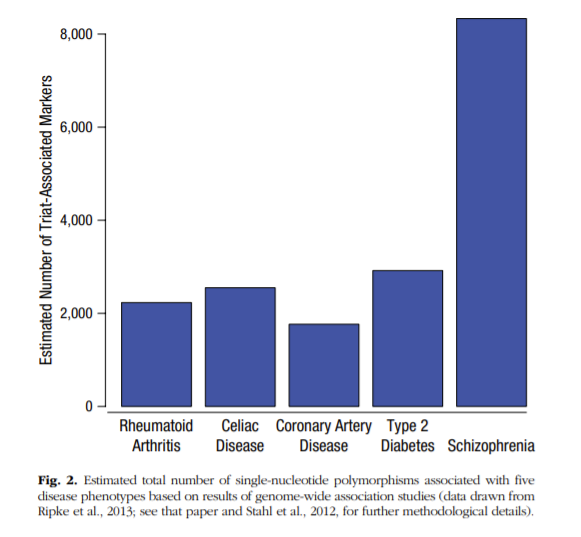 Estimated Number of Triat-Associated Markers
8,000
6,000
4,000
2,000
0
Rheumatoid
Arthritis
Celiac
Disease
Coronary Artery
Disease
Type 2
Diabetes
Schizophrenia
Fig. 2. Estimated total number of single-nucleotide polymorphisms associated with five
disease phenotypes based on results of genome-wide association studies (data drawn from
Ripke et al., 2013; see that paper and Stahl et al., 2012, for further methodological details).